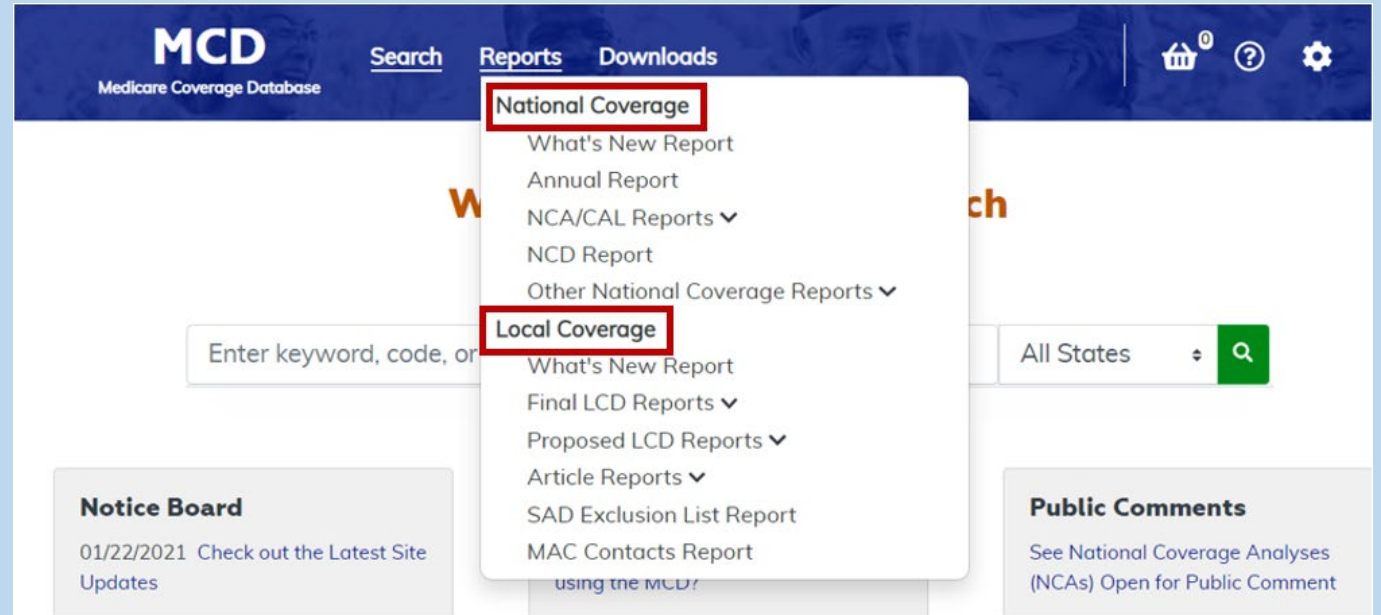 MCD
Medicare Coverage Database
Search Reports Downloads
0
?
National Coverage
What's New Report
Annual Report
NCA/CAL Reports
NCD Report
Other National Coverage Reports
Local Coverage
What's New Report
Final LCD Reports
Proposed LCD Reports
Article Reports
SAD Exclusion List Report
MAC Contacts Report
W ch
Enter keyword, code, or
All States
Notice Board
01/22/2021 Check out the Latest Site
Updates
using the MCD?
Public Comments
See National Coverage Analyses
(NCAs) Open for Public Comment